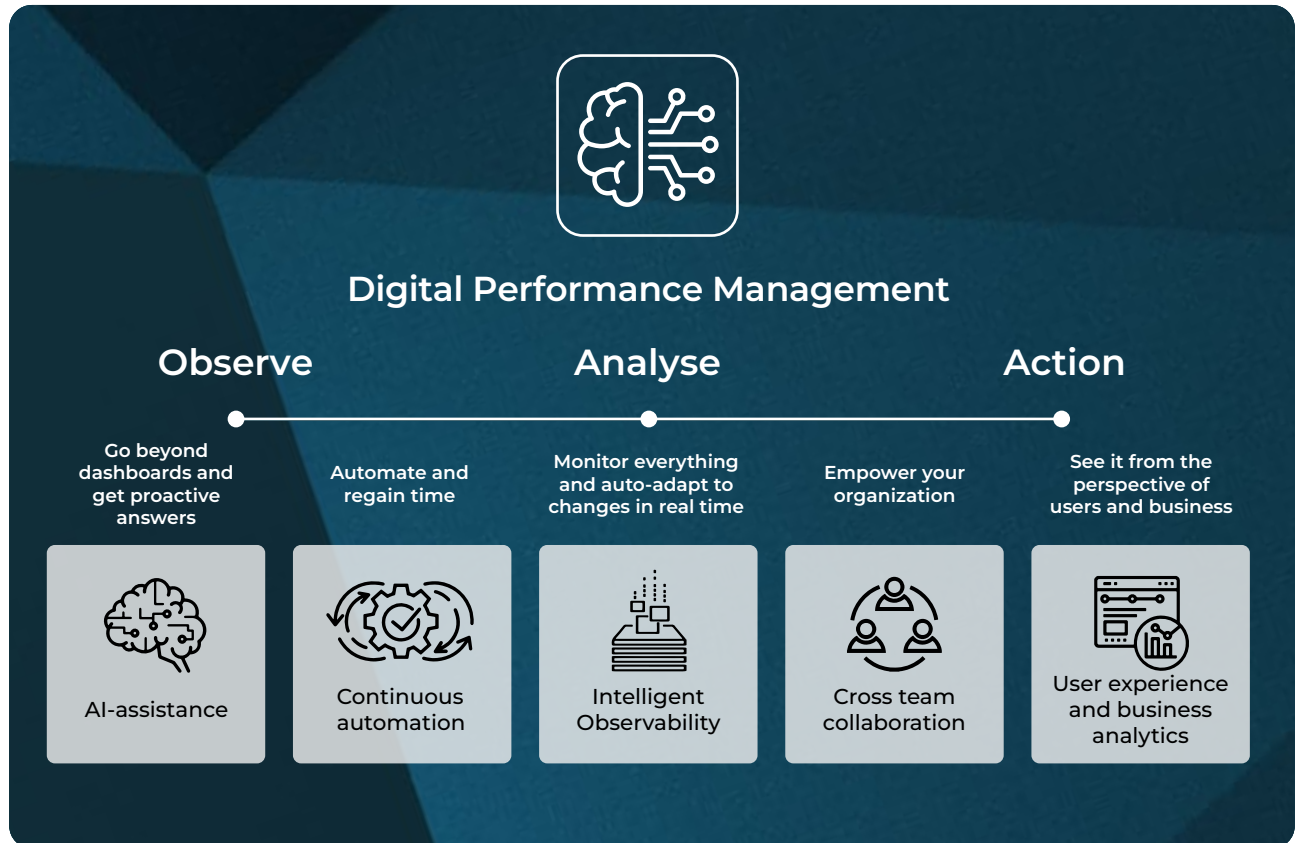 Digital Performance Management
Observe
Analyse
Action
Go beyond
dashboards and
get proactive
answers
Automate and
regain time
Monitor everything
and auto-adapt to
changes in real time
Empower your
organization
See it from the
perspective of
users and business
AI-assistance
Continuous
automation
Intelligent
Observability
Cross team
collaboration
User experience
and business
analytics